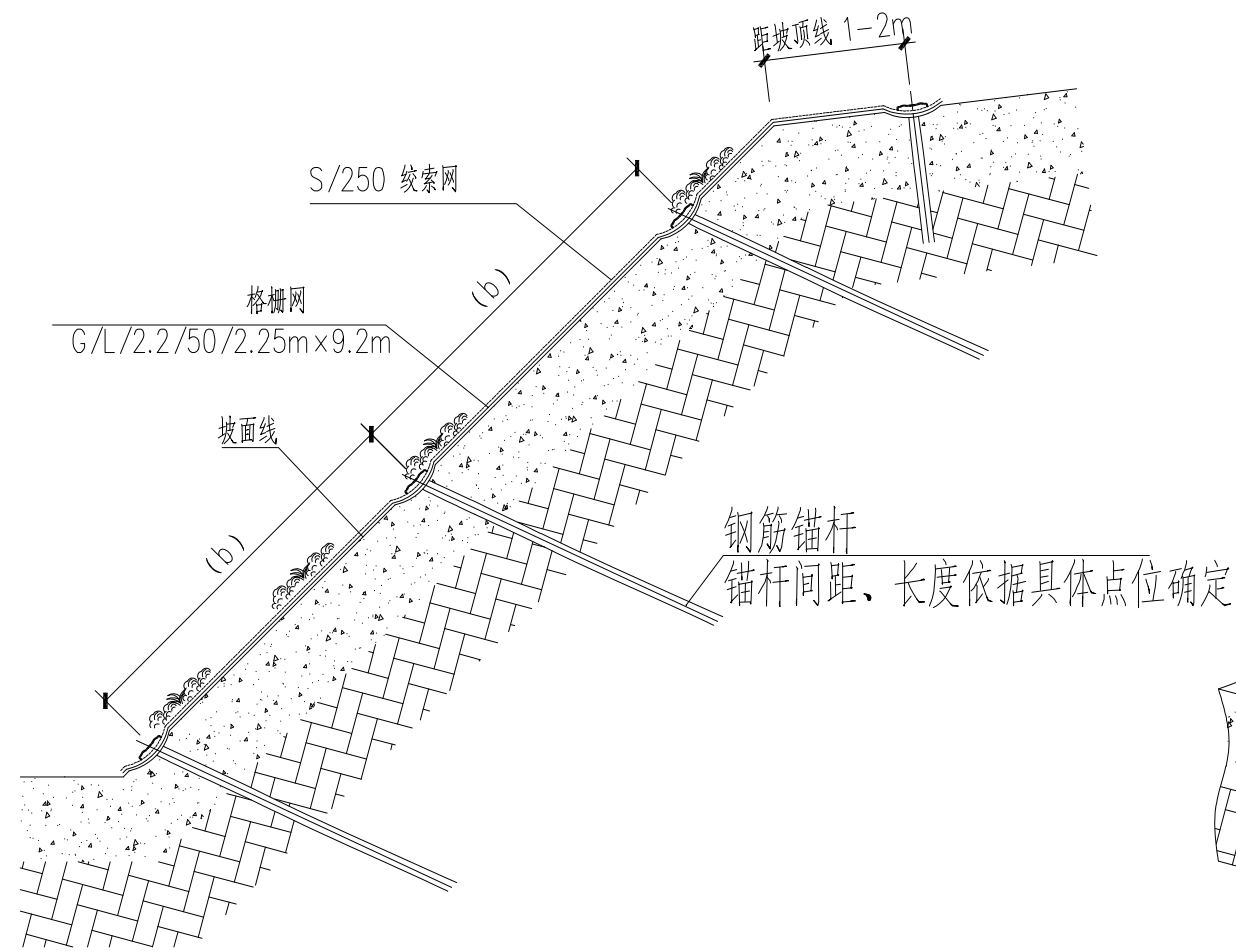 距坡顶线 1-2m
S/250 绞索网
(b)
格栅网
G/L/2.2/50/2.25m×9.2m
坡面线
(b)
钢筋锚杆
锚杆间距、长度依据具体点位确定